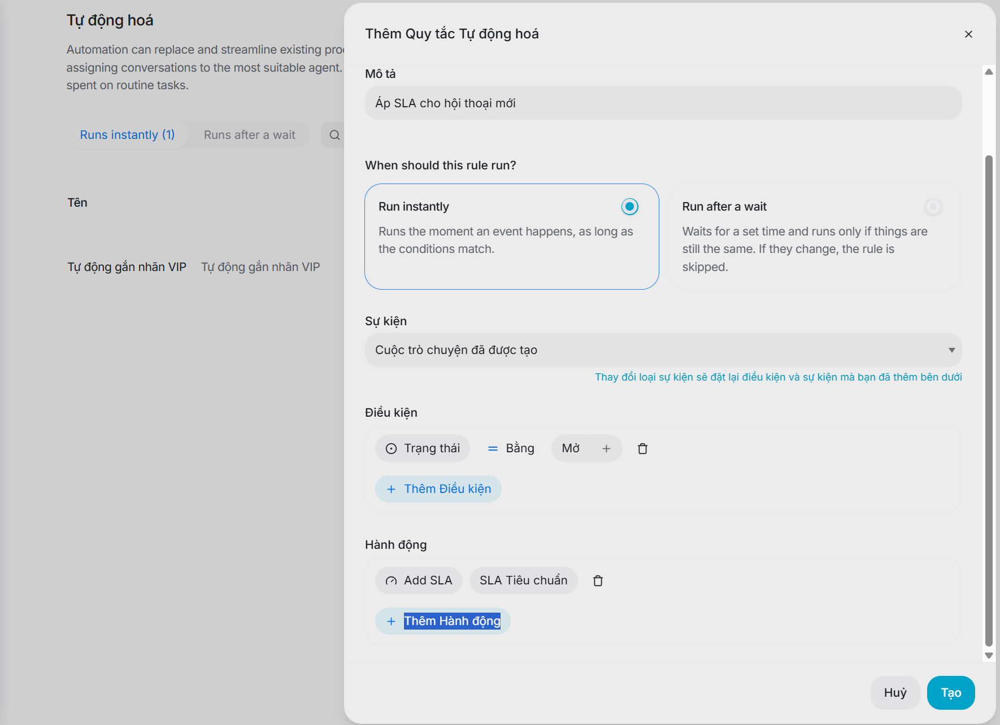 Tự động hoá
Automation can replace and streamline existing
assigning conversations to the most suitable agent.
spent on routine tasks.
Runs instantly (1)
Runs after a wait
Tên
Tự động gắn nhãn VIP
Tự động gắn nhãn VIP
Thêm Quy tắc Tự động hoá
Mô tả
Áp SLA cho hội thoại mới
When should this rule run?
Run instantly
Runs the moment an event happens, as long as
the conditions match.
Run after a wait
Waits for a set time and runs only if things are
still the same. If they change, the rule is
skipped.
Sự kiện
Cuộc trò chuyện đã được tạo
Thay đổi loại sự kiện sẽ đặt lại điều kiện và sự kiện mà bạn đã thêm bên dưới
Điều kiện
Trạng thái
= Bằng
Mở +
+ Thêm Điều kiện
Hành động
Add SLA
SLA Tiêu chuẩn
+ Thêm Hành động
Huỷ
Tạo